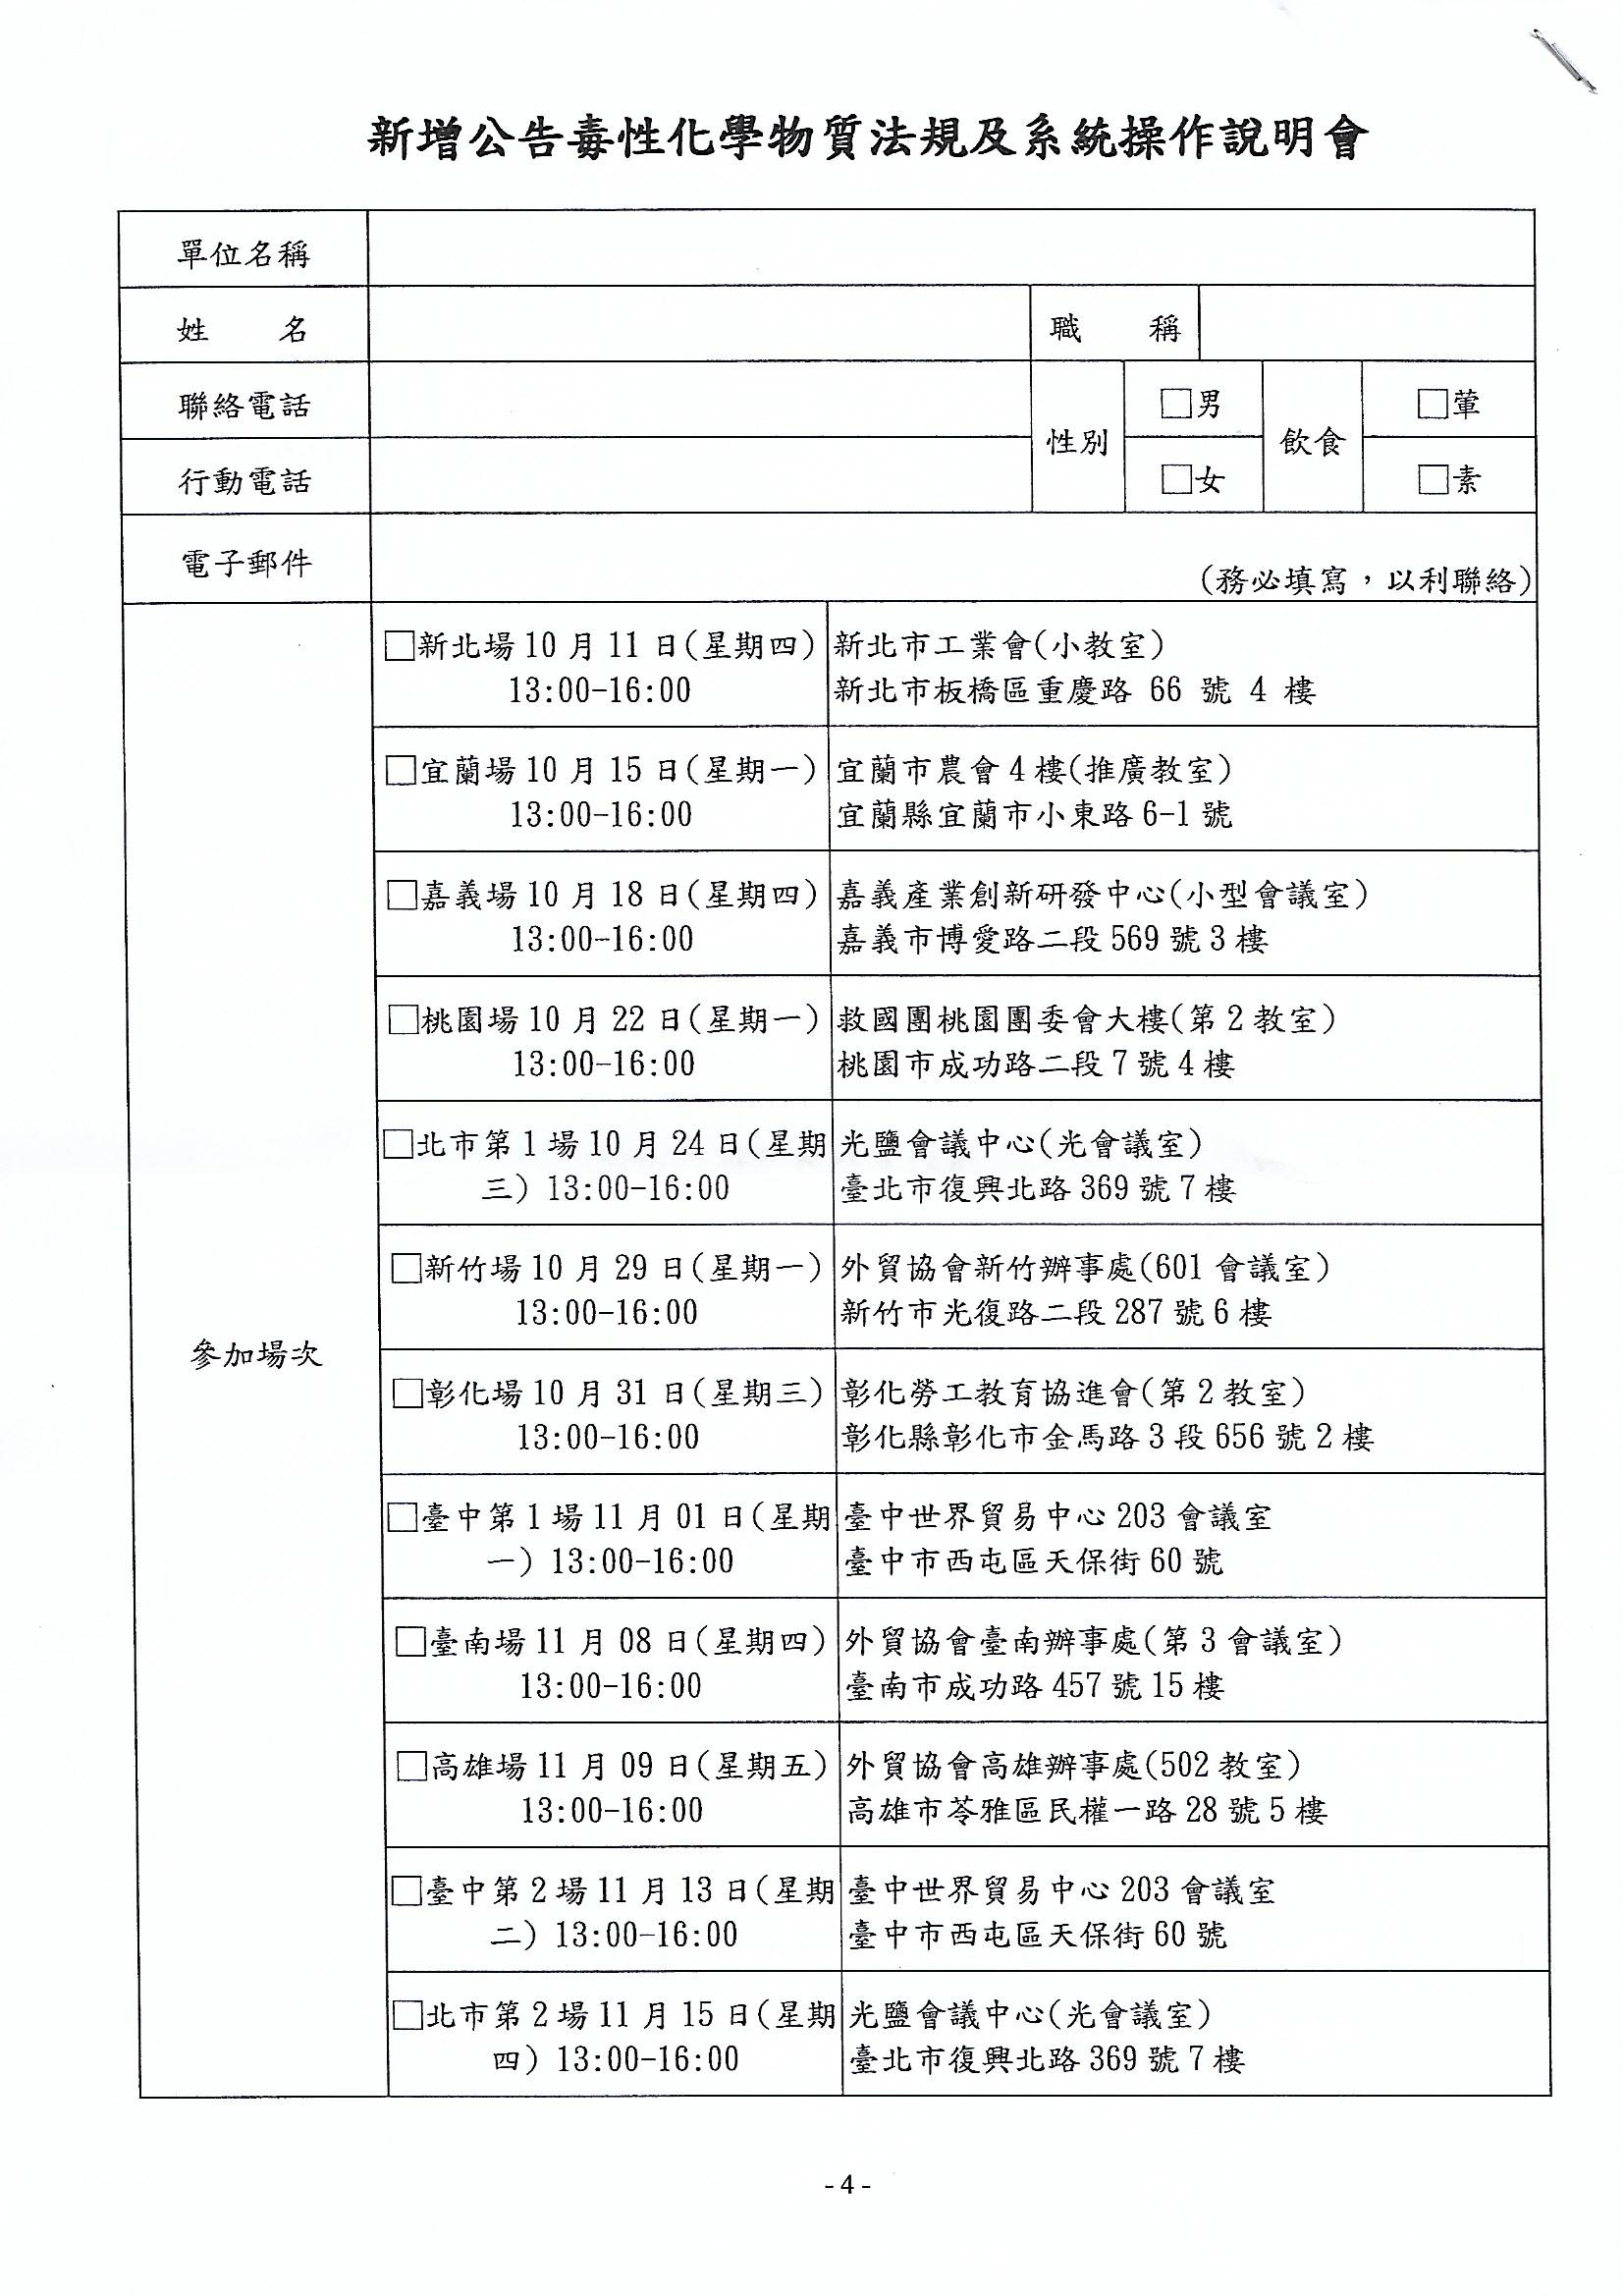 新增公告毒性化學物質法規及系統操作說明會
單位名稱
姓 名
職 稱
聯絡電話
性別
□男
飲食
□葷
行動電話
□女
□素
電子郵件
(務必填寫，以利聯絡)
參加場次
□新北場10 月 11 日(星期四)
13:00-16:00
新北市工業會(小教室)
新北市板橋區重慶路 66 號 4 樓
□宜蘭場10 月 15 日(星期一)
13:00-16:00
宜蘭市農會4樓(推廣教室)
宜蘭縣宜蘭市小東路6-1號
□嘉義場10 月 18 日(星期四)
13:00-16:00
嘉義產業創新研發中心(小型會議室)
嘉義市博愛路二段569號3樓
□桃園場10 月 22 日(星期一)
13:00-16:00
救國團桃園團委會大樓(第2教室)
桃園市成功路二段7號4樓
□北市第1場10 月 24 日(星期
三) 13:00-16:00
光鹽會議中心(光會議室)
臺北市復興北路369號7樓
□新竹場10 月 29 日(星期一)
13:00-16:00
外貿協會新竹辦事處(601會議室)
新竹市光復路二段287號6樓
□彰化場10 月 31 日(星期三)
13:00-16:00
彰化勞工教育協進會(第2教室)
彰化縣彰化市金馬路3段656號2樓
□臺中第1場11 月 01 日(星期
一) 13:00-16:00
臺中世界貿易中心203會議室
臺中市西屯區天保街60號
□臺南場11 月 08 日(星期四)
13:00-16:00
外貿協會臺南辦事處(第3會議室)
臺南市成功路457號15樓
□高雄場11 月 09 日(星期五)
13:00-16:00
外貿協會高雄辦事處(502教室)
高雄市苓雅區民權一路28號5樓
□臺中第2場11 月 13 日(星期
二) 13:00-16:00
臺中世界貿易中心203會議室
臺中市西屯區天保街60號
□北市第2場11 月 15 日(星期
四) 13:00-16:00
光鹽會議中心(光會議室)
臺北市復興北路369號7樓
- 4 -